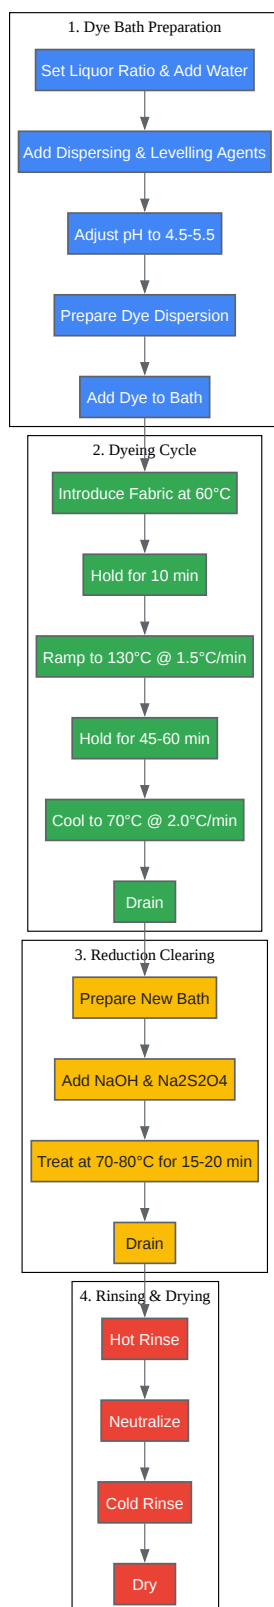 1. Dye Bath Preparation
Set Liquor Ratio & Add Water
Add Dispersing & Levelling Agents
Adjust pH to 4.5-5.5
Prepare Dye Dispersion
Add Dye to Bath
2. Dyeing Cycle
Introduce Fabric at 60°C
Hold for 10 min
Ramp to 130°C @ 1.5°C/min
Hold for 45-60 min
Cool to 70°C @ 2.0°C/min
Drain
3. Reduction Clearing
Prepare New Bath
Add NaOH & Na2S2O4
Treat at 70-80°C for 15-20 min
Drain
4. Rinsing & Drying
Hot Rinse
Neutralize
Cold Rinse
Dry